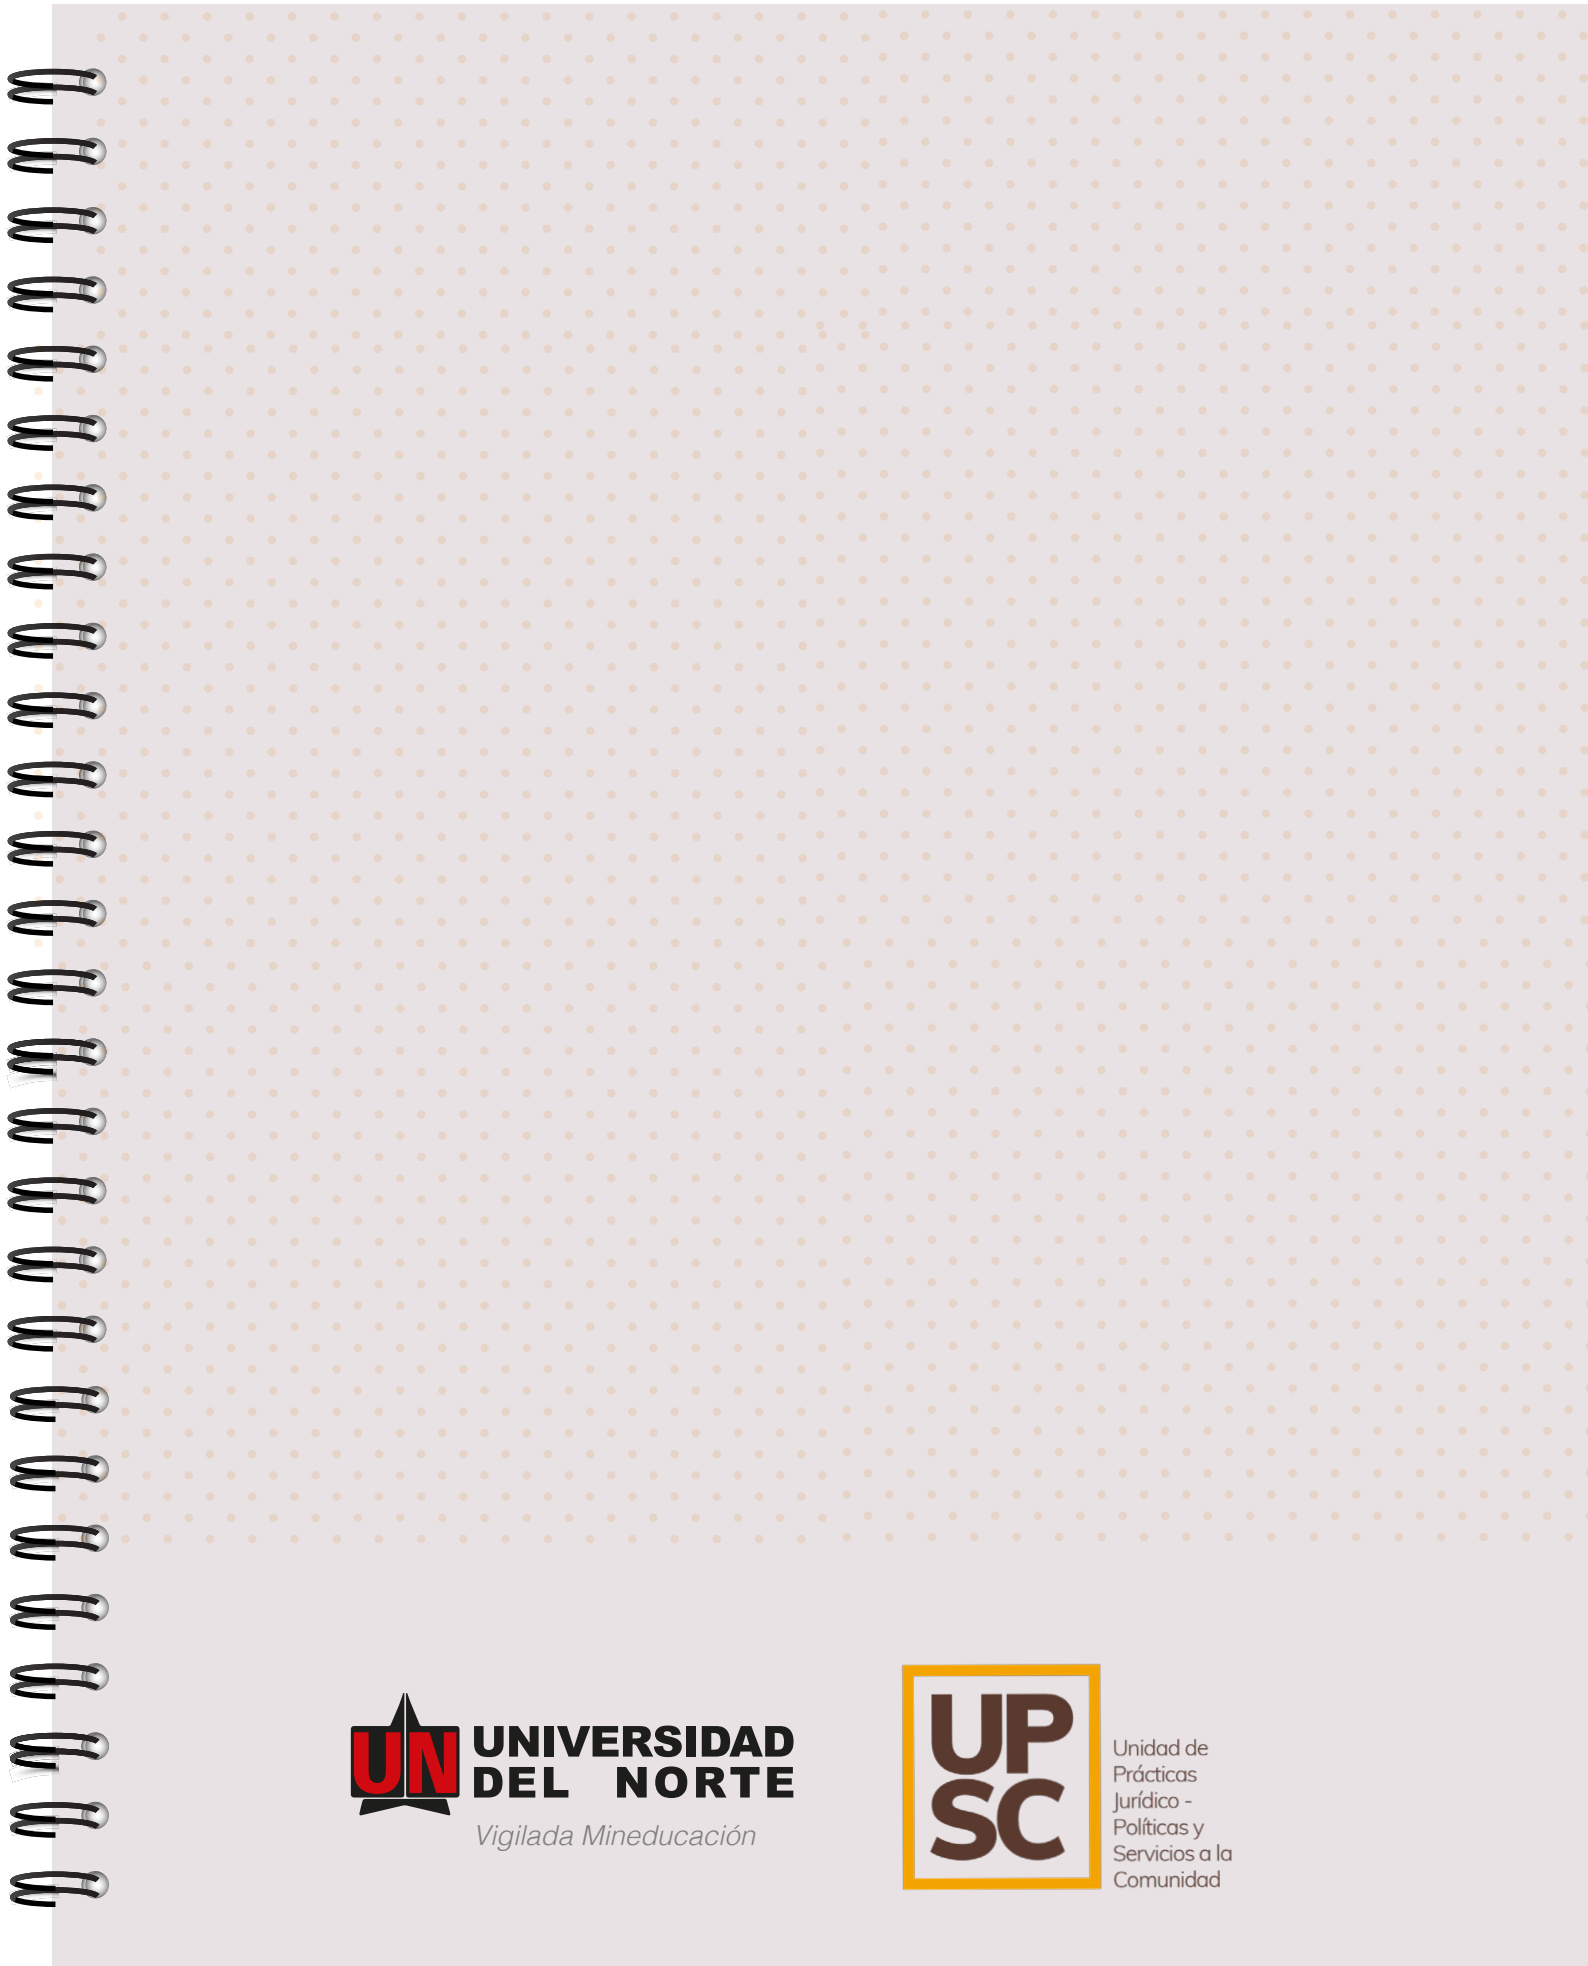 UN
UNIVERSIDAD
DEL NORTE
Vigilada Mineducación
UP
SC
Unidad de
Prácticas
Jurídico -
Políticas y
Servicios a la
Comunidad